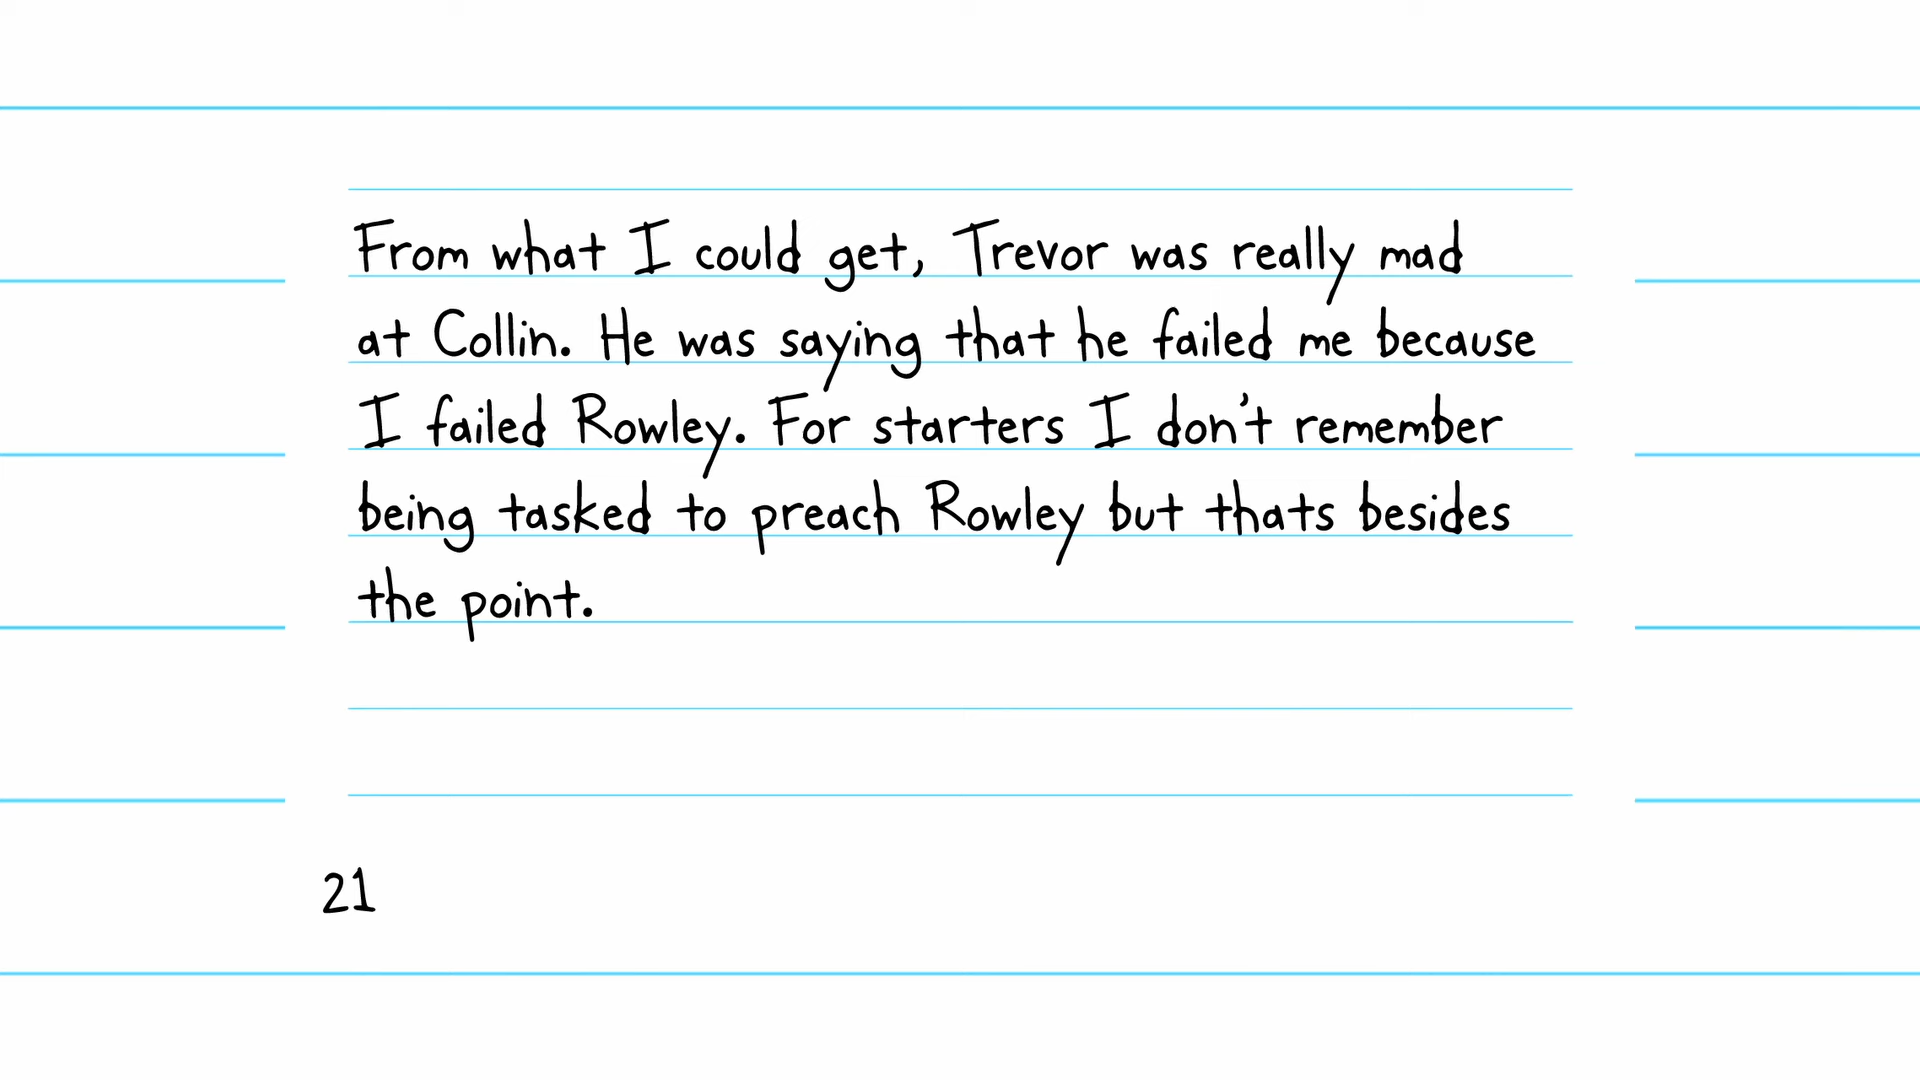 From what I could get, Trevor was really mad
at Collin. He was saying that he failed me because
I failed Rowley. For starters I don't remember
being tasked to preach Rowley but thats besides
the point.
21